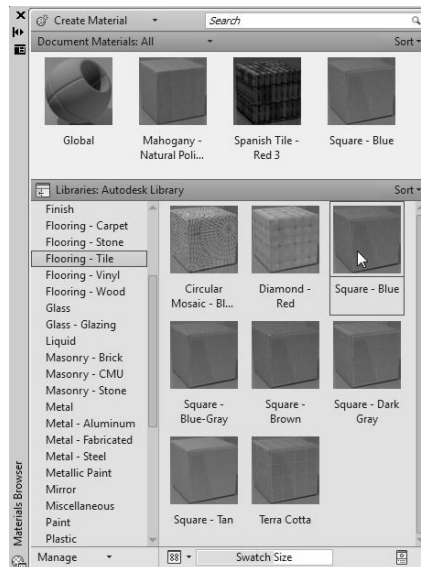 Create Material
Search
Document Materials: All
Sort
Global
Mahogany - Natural Poli...
Spanish Tile - Red 3
Square - Blue
Libraries: Autodesk Library
Sort
Finish
Flooring - Carpet
Flooring - Stone
Flooring - Tile
Flooring - Vinyl
Flooring - Wood
Glass
Glass - Glazing
Liquid
Masonry - Brick
Masonry - CMU
Masonry - Stone
Metal
Metal - Aluminum
Metal - Fabricated
Metal - Steel
Metallic Paint
Mirror
Miscellaneous
Paint
Plastic
Circular Mosaic - Bl...
Diamond - Red
Square - Blue
Square - Blue-Gray
Square - Brown
Square - Dark Gray
Square - Tan
Terra Cotta
Materials Browser
Manage
Swatch Size